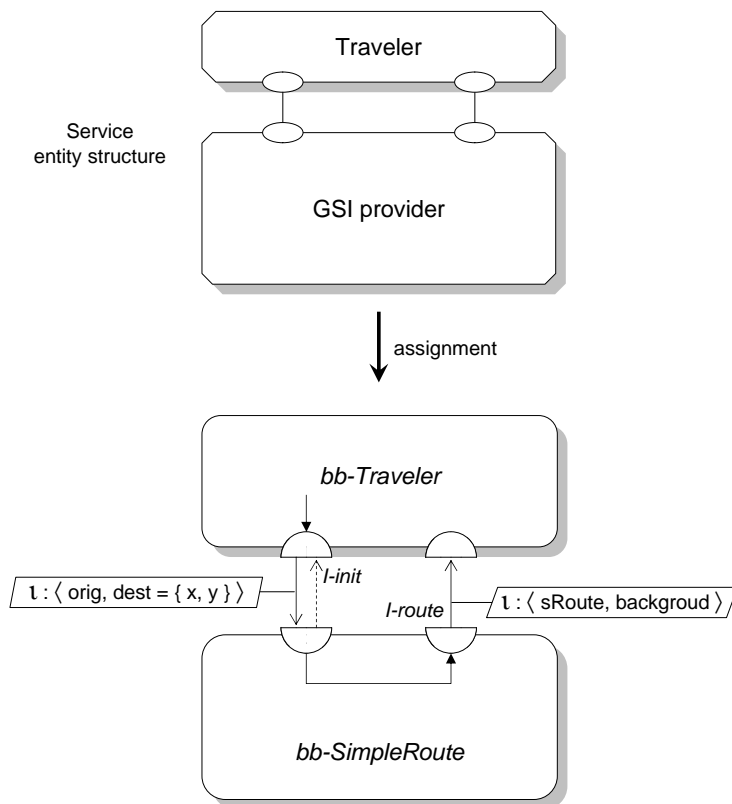 Traveler
Service
entity structure
GSI provider
assignment
bb-Traveler
I-init
ι : ⟨ orig, dest = { x, y } ⟩
I-route
ι : ⟨ sRoute, backgroud ⟩
bb-SimpleRoute